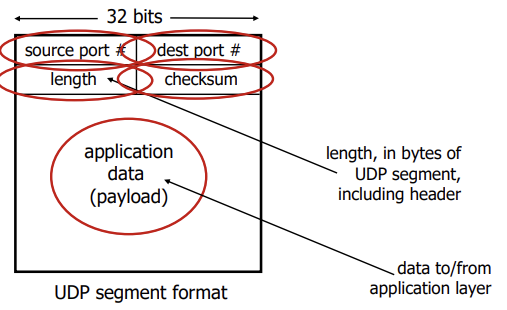 32 bits
source port # dest port #
length checksum
application
data
(payload)
length, in bytes of
UDP segment,
including header
data to/from
application layer
UDP segment format